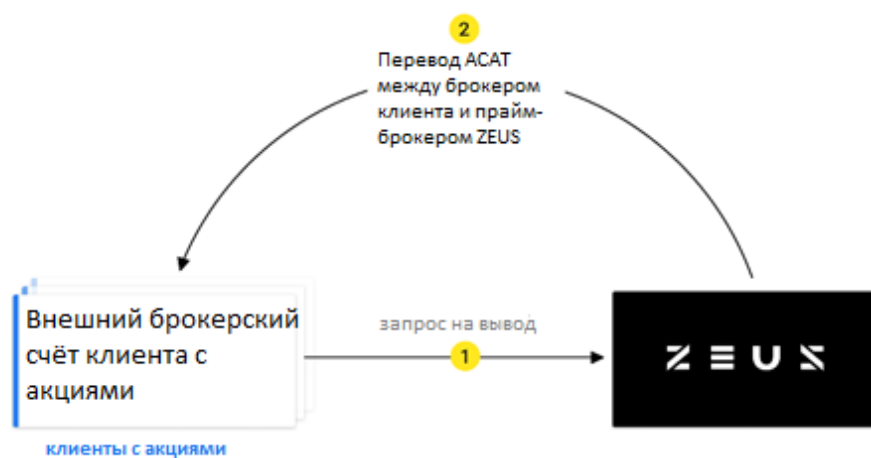 2
Перевод ACAT
между брокером
клиента и прайм-
брокером ZEUS
Внешний брокерский
счёт клиента с
акциями
запрос на вывод
1
ZEUS
клиенты с акциями